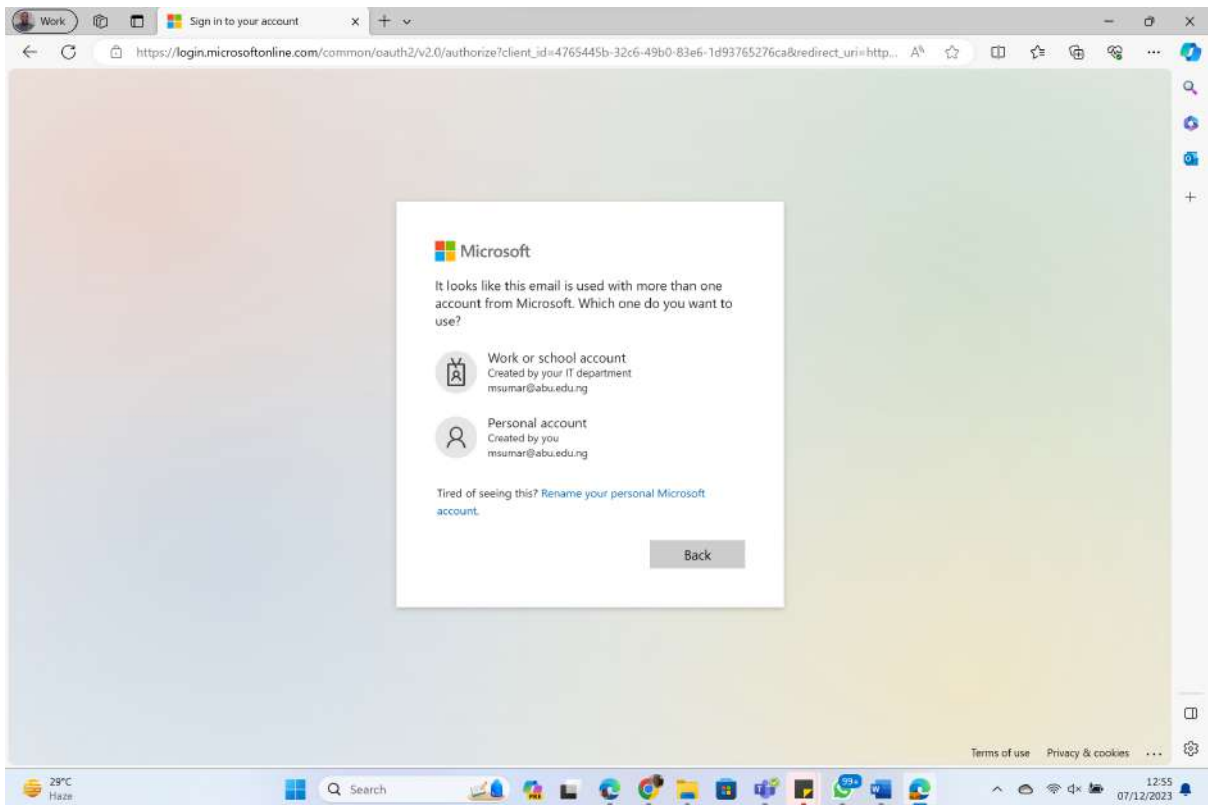 Work
Sign in to your account
https://login.microsoftonline.com/common/oauth2/v2.0/authorize?client_id=4765445b-32c6-49b0-83e6-1d93765276ca&redirect_uri=http...
Microsoft
It looks like this email is used with more than one
account from Microsoft. Which one do you want to
use?
Work or school account
Created by your IT department
msumar@abu.edu.ng
Personal account
Created by you
msumar@abu.edu.ng
Tired of seeing this? Rename your personal Microsoft
account.
Back
Terms of use Privacy & cookies ...
29°C
Haze
Search
99+
12:55
07/12/2023